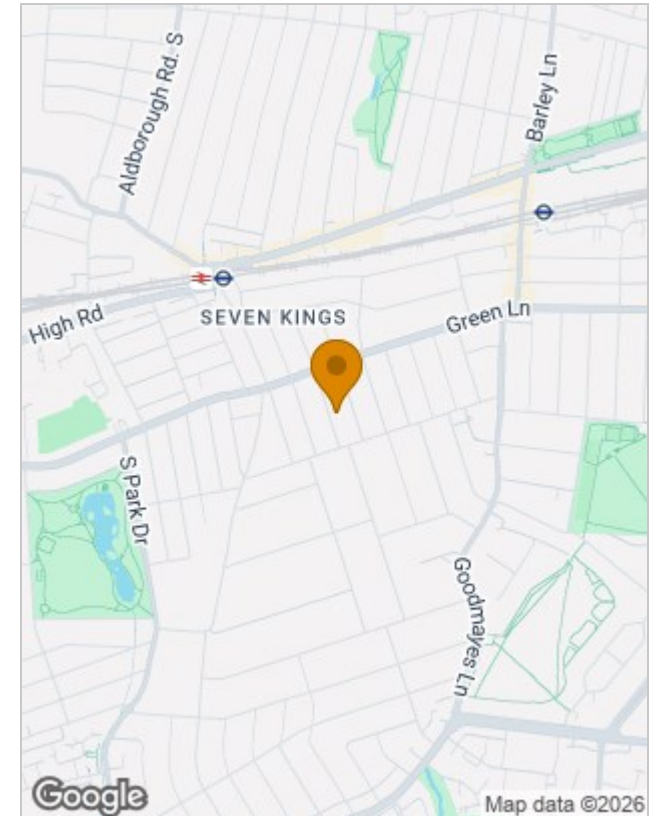 Aldborough Rd. S
Barley Ln
High Rd
SEVEN KINGS
Green Ln
S Park Dr
Goodmayes Ln
Google
Map data ©2026